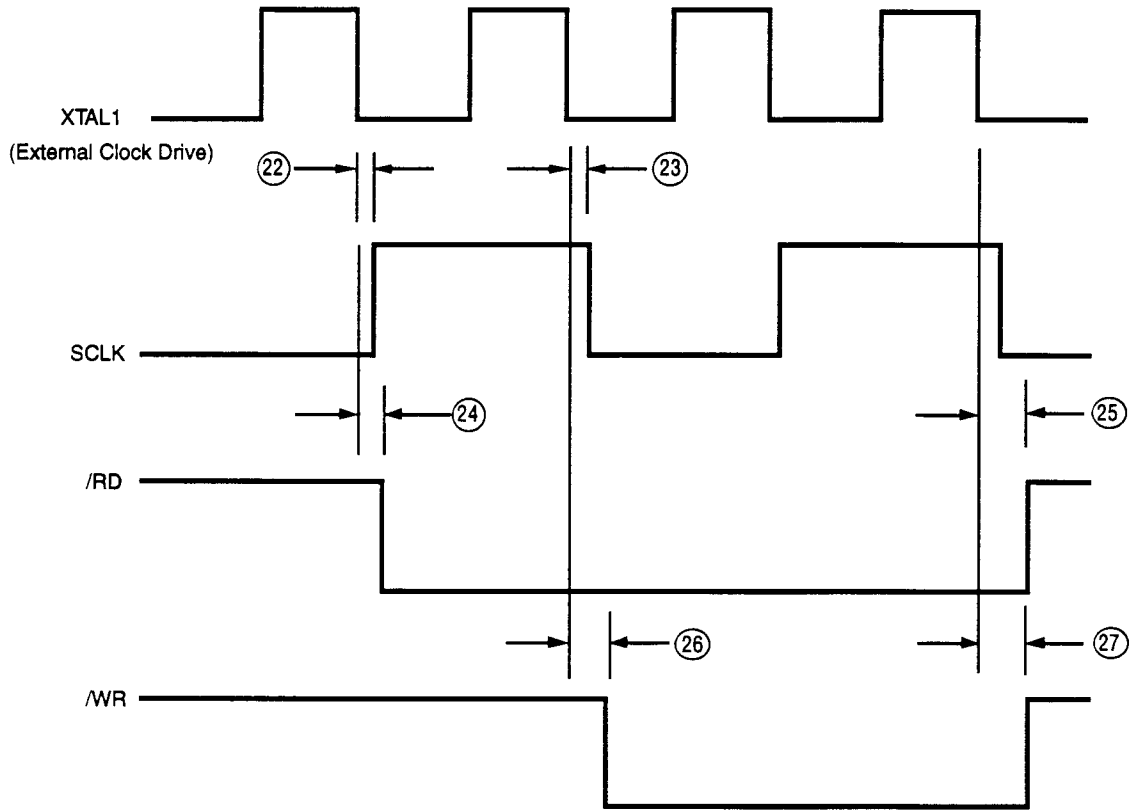 XTAL1
(External Clock Drive)
22
23
SCLK
24
25
/RD
26
27
/WR